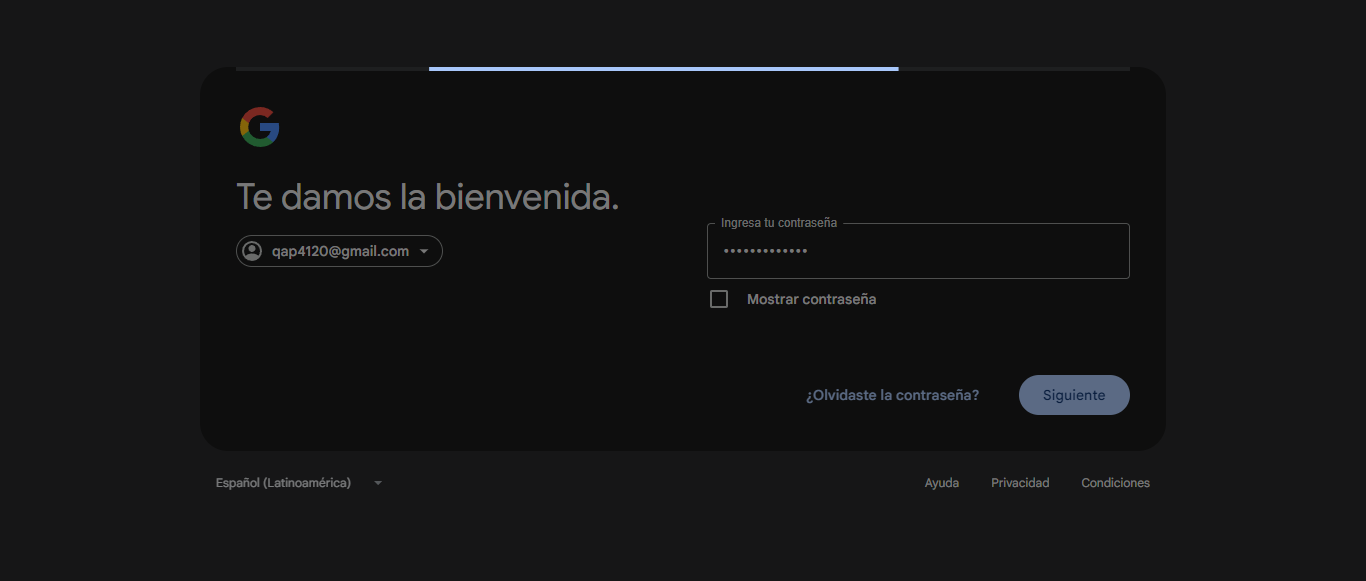 Te damos la bienvenida.
qap4120@gmail.com
Ingresa tu contraseña
•••••••••••••
Mostrar contraseña
¿Olvidaste la contraseña?
Siguiente
Español (Latinoamérica)
Ayuda
Privacidad
Condiciones